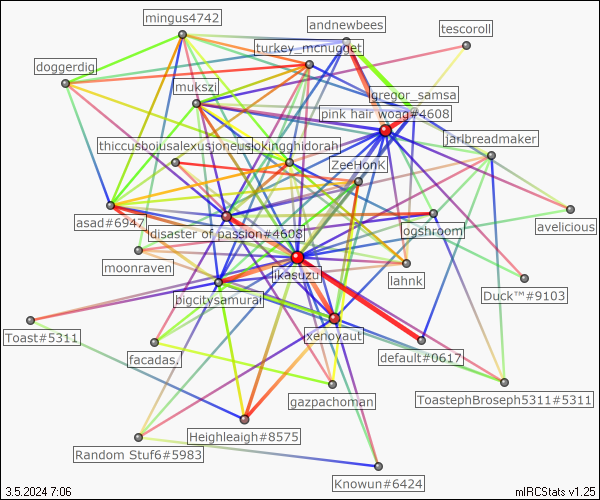 mingus4742
andnewbees
tescoroll
turkey_mcnugget
doggerdig
mukszi
gregor_samsa
pink hair woag#4608
jarlbreadmaker
thiccusboiusalexusjoneus
ZeeHonK
asad#6947
disaster of passion#4608
ogshroom
avelicious
moonraven
likasuzu
lahnk
bigcitysamurai
Duck™#9103
Toast#5311
xenoyaut
facadas.
default#0617
gazpachoman
ToastephBroseph5311#5311
Heighleaigh#8575
Random Stuf6#5983
Knowun#6424
3.5.2024 7:06
mIRCStats v1.25